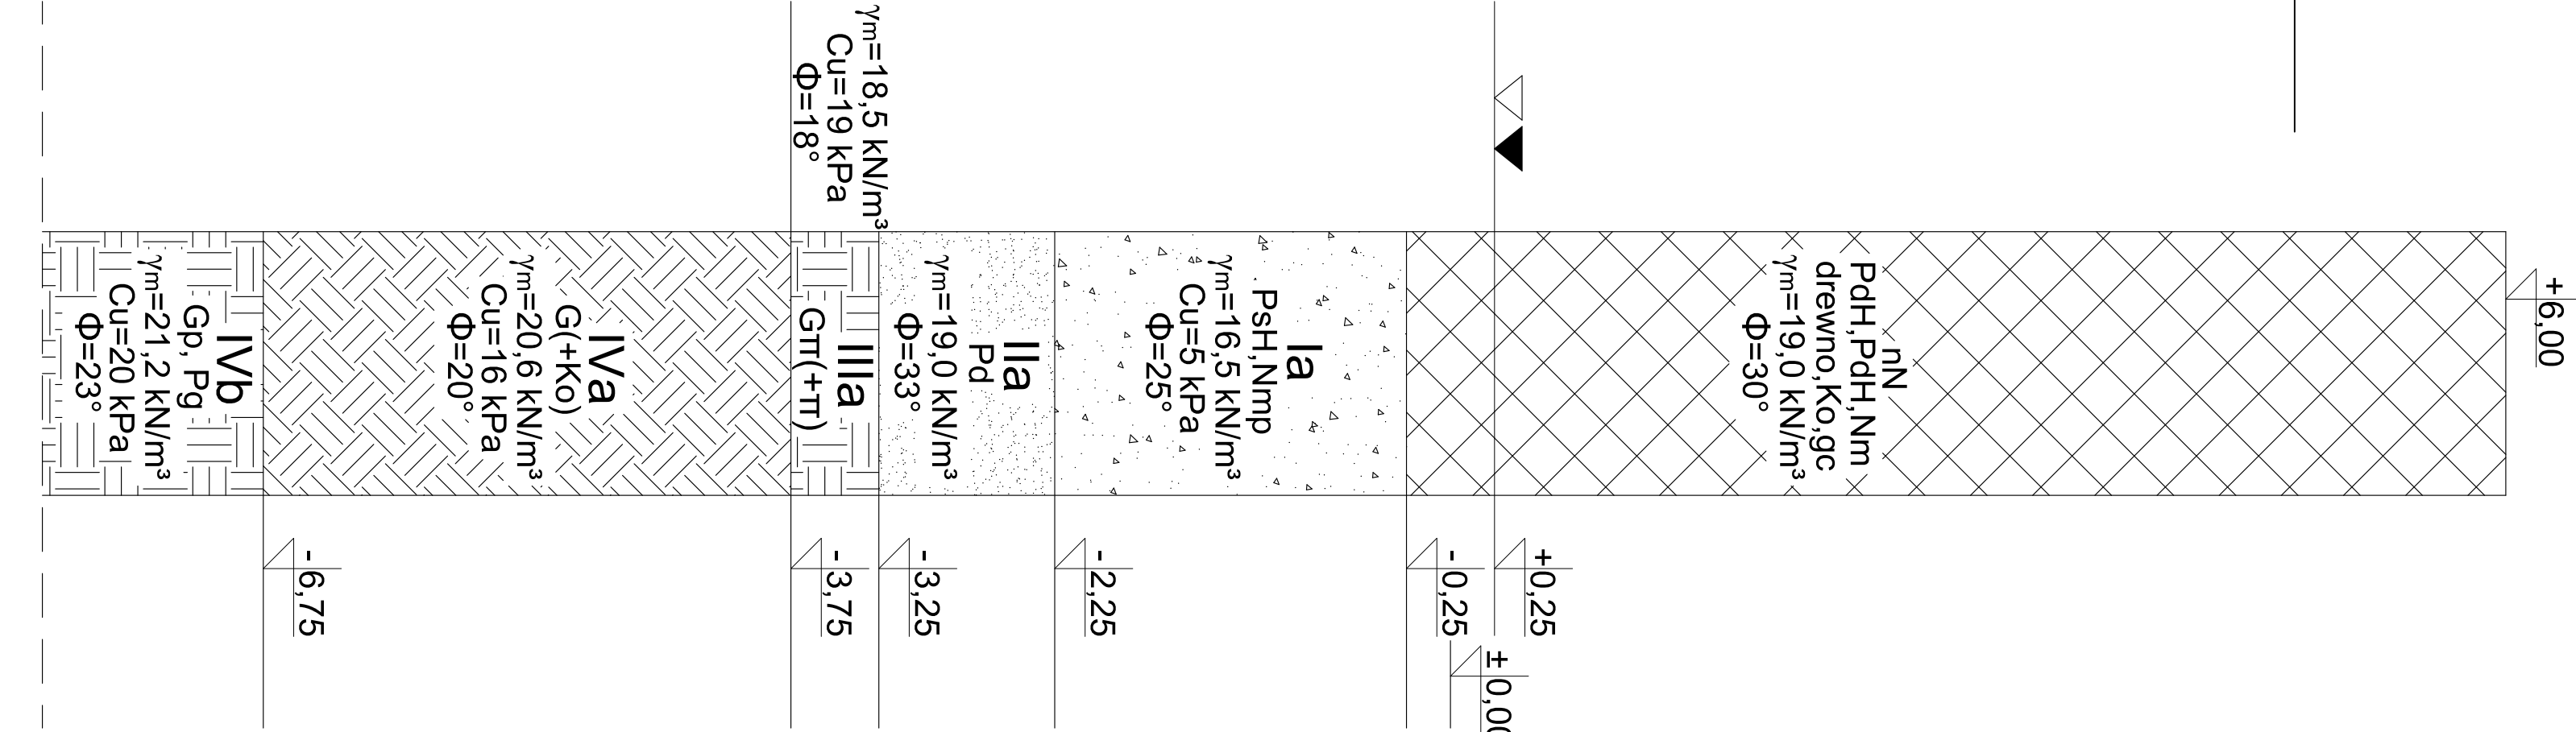 +6,00
nN
PdH,PdH,Nm
drewno,Ko,gc
γm=19,0 kN/m³
Φ=30°
+0,25
±0,00
-0,25
Ia
PsH,Nmp
γm=16,5 kN/m³
Cu=5 kPa
Φ=25°
-2,25
IIa
Pd
γm=19,0 kN/m³
Φ=33°
-3,25
γm=18,5 kN/m³
Cu=19 kPa
Φ=18°
IIIa
Gπ(+π)
-3,75
IVa
G(+Ko)
γm=20,6 kN/m³
Cu=16 kPa
Φ=20°
-6,75
IVb
Gp, Pg
γm=21,2 kN/m³
Cu=20 kPa
Φ=23°